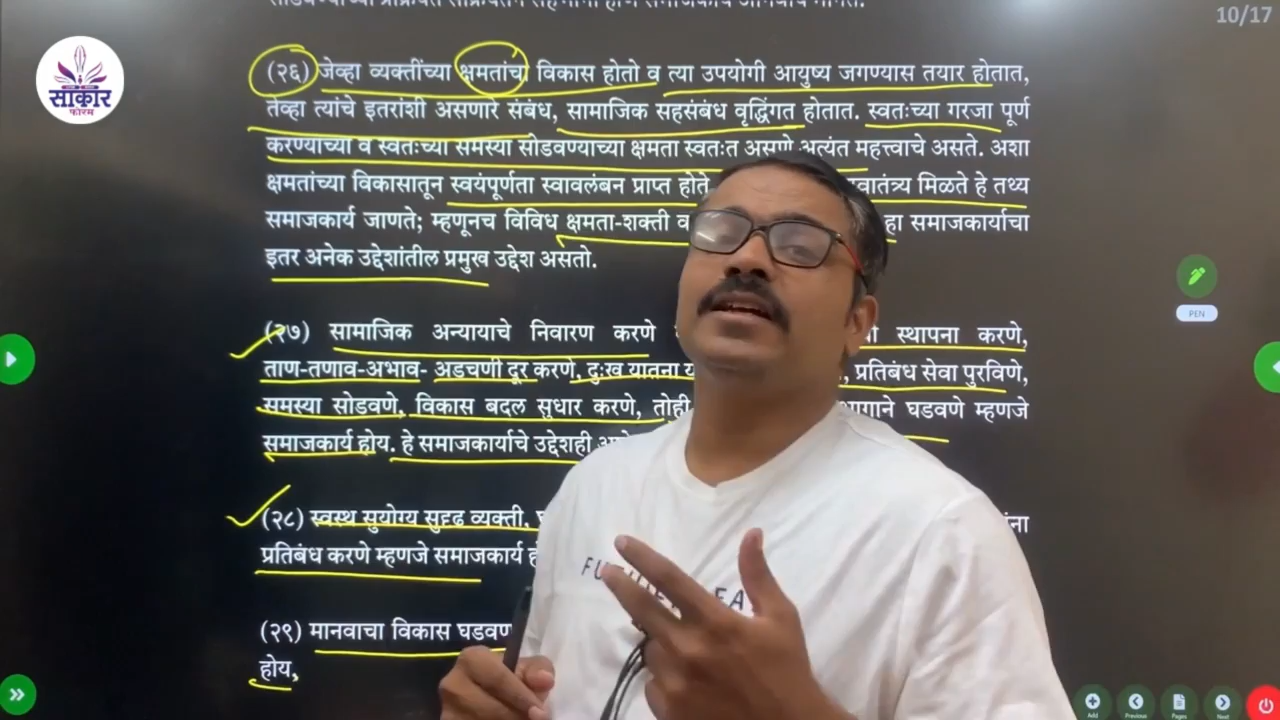 10/17
साकार
फोरम
(२६) जेव्हा व्यक्तींच्या क्षमतांचा विकास होतो व त्या उपयोगी आयुष्य जगण्यास तयार होतात,
तेव्हा त्यांचे इतरांशी असणारे संबंध, सामाजिक सहसंबंध वृद्धिंगत होतात. स्वतःच्या गरजा पूर्ण
करण्याच्या व स्वतःच्या समस्या सोडवण्याच्या क्षमता स्वतःत असणे अत्यंत महत्त्वाचे असते. अशा
क्षमतांच्या विकासातून स्वयंपूर्णता स्वावलंबन प्राप्त होते मिळते हे तथ्य
समाजकार्य जाणते; म्हणूनच विविध क्षमता-शक्ती हा समाजकार्याचा
इतर अनेक उद्देशांतील प्रमुख उद्देश असतो.
(२७) सामाजिक अन्यायाचे निवारण करणे स्थापना करणे,
ताण-तणाव-अभाव- अडचणी दूर करणे, दुःख यातना प्रतिबंध सेवा पुरविणे,
समस्या सोडवणे, विकास बदल सुधार करणे, तोही घडवणे म्हणजे
समाजकार्य होय. हे समाजकार्याचे उद्देशही
(२८) स्वस्थ सुयोग्य सुदृढ व्यक्ती,
प्रतिबंध करणे म्हणजे समाजकार्य
(२९) मानवाचा विकास
होय,
PEN
Add Previous Pages Next